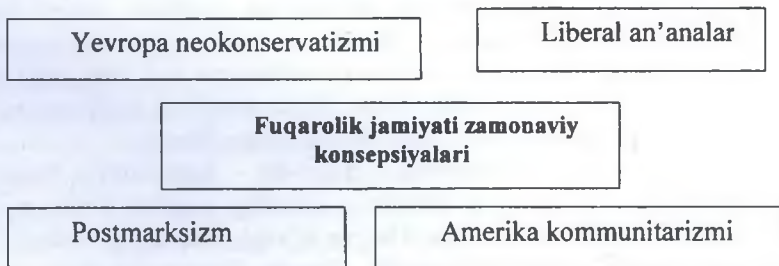 Yevropa neokonservatizmi
Liberal an’analar
Fuqarolik jamiyati zamonaviy
konsepsiyalari
Postmarksizm
Amerika kommunitarizmi